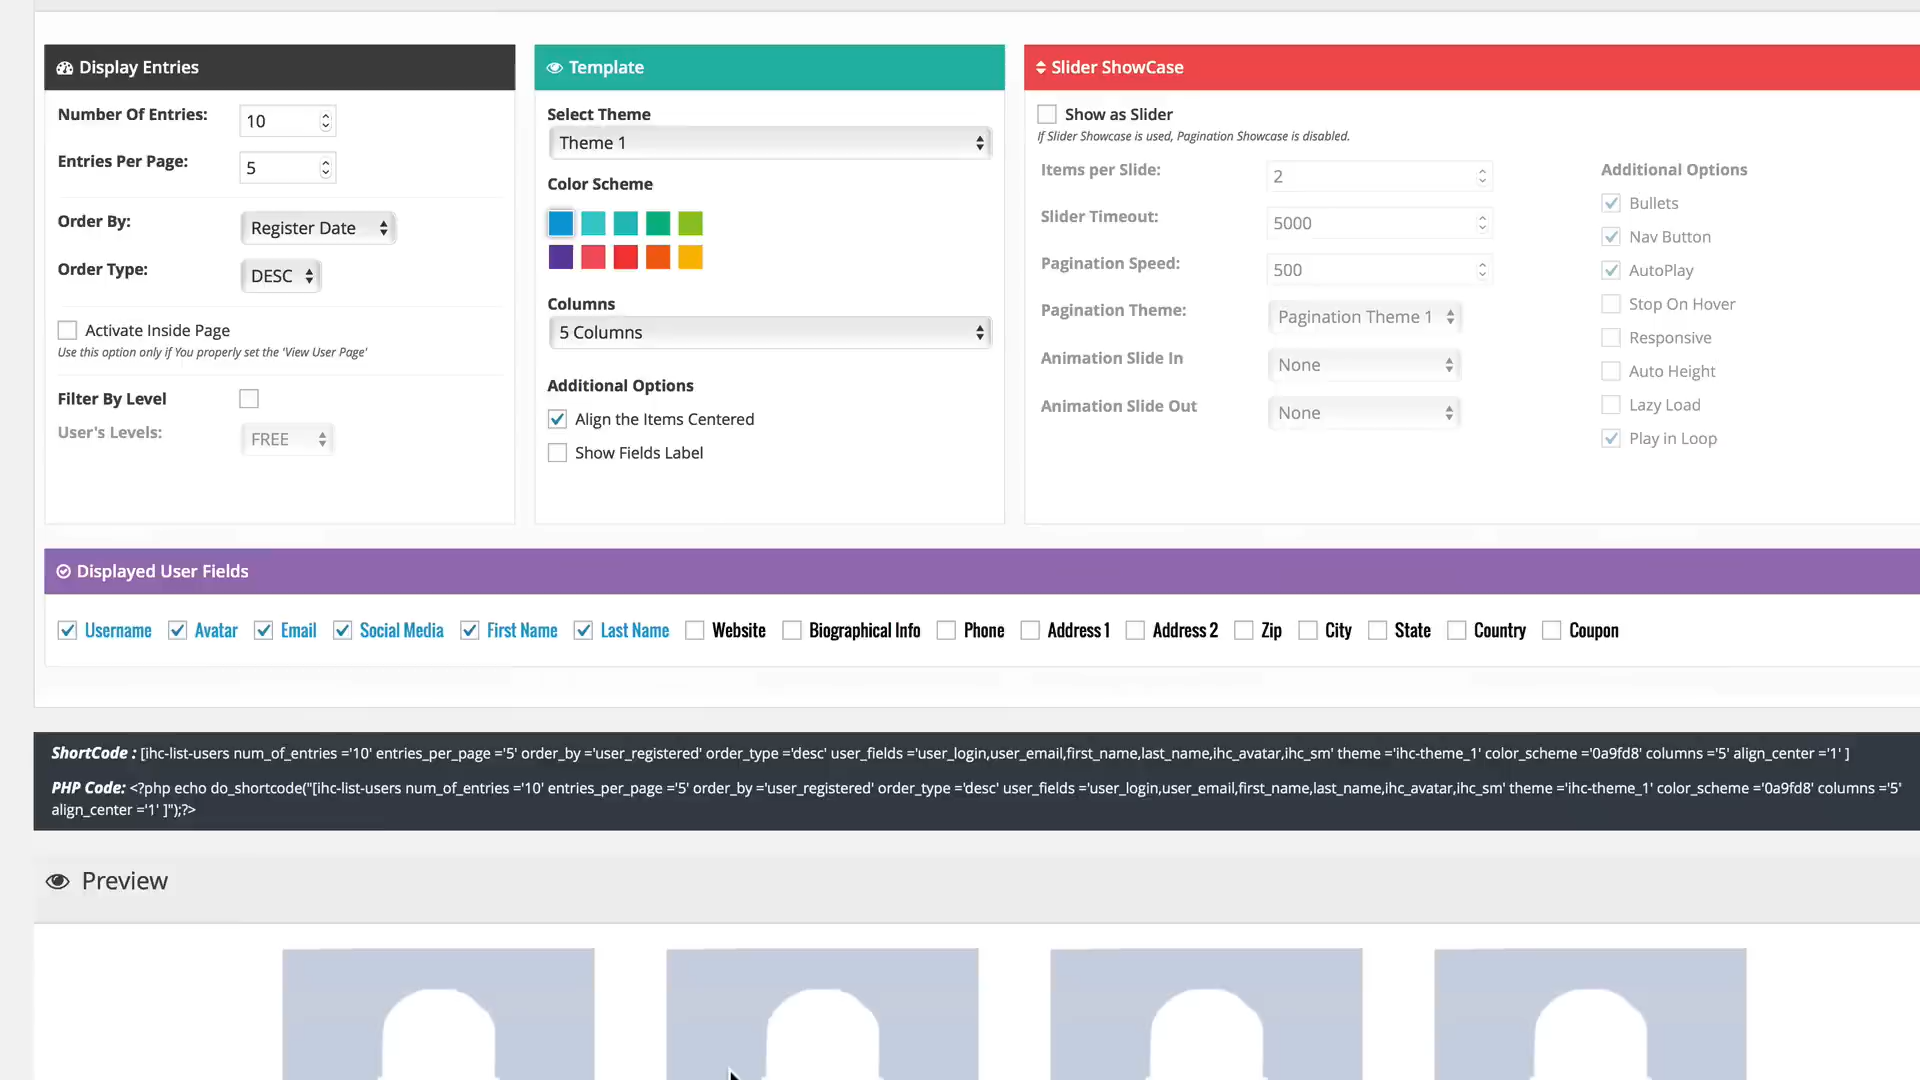 Display Entries
Number Of Entries: 10
Entries Per Page: 5
Order By: Register Date
Order Type: DESC
Activate Inside Page
Use this option only if You properly set the 'View User Page'
Filter By Level
User's Levels: FREE
Template
Select Theme
Theme 1
Color Scheme
Columns
5 Columns
Additional Options
Align the Items Centered
Show Fields Label
Slider ShowCase
Show as Slider
If Slider Showcase is used, Pagination Showcase is disabled.
Items per Slide: 2
Slider Timeout: 5000
Pagination Speed: 500
Pagination Theme: Pagination Theme 1
Animation Slide In None
Animation Slide Out None
Additional Options
Bullets
Nav Button
AutoPlay
Stop On Hover
Responsive
Auto Height
Lazy Load
Play in Loop
Displayed User Fields
Username Avatar Email Social Media First Name Last Name Website Biographical Info Phone Address 1 Address 2 Zip City State Country Coupon
ShortCode : [ihc-list-users num_of_entries ='10' entries_per_page ='5' order_by ='user_registered' order_type ='desc' user_fields ='user_login,user_email,first_name,last_name,ihc_avatar,ihc_sm' theme ='ihc-theme_1' color_scheme ='0a9fd8' columns ='5' align_center ='1' ]
PHP Code: <?php echo do_shortcode("[ihc-list-users num_of_entries ='10' entries_per_page ='5' order_by ='user_registered' order_type ='desc' user_fields ='user_login,user_email,first_name,last_name,ihc_avatar,ihc_sm' theme ='ihc-theme_1' color_scheme ='0a9fd8' columns ='5'
align_center ='1' ]");?>
Preview